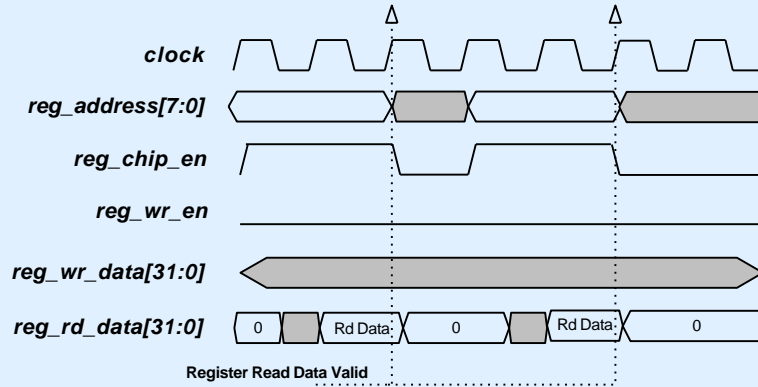 clock
reg_address[7:0]
reg_chip_en
reg_wr_en
reg_wr_data[31:0]
reg_rd_data[31:0] 0 Rd Data 0 Rd Data 0
Register Read Data Valid